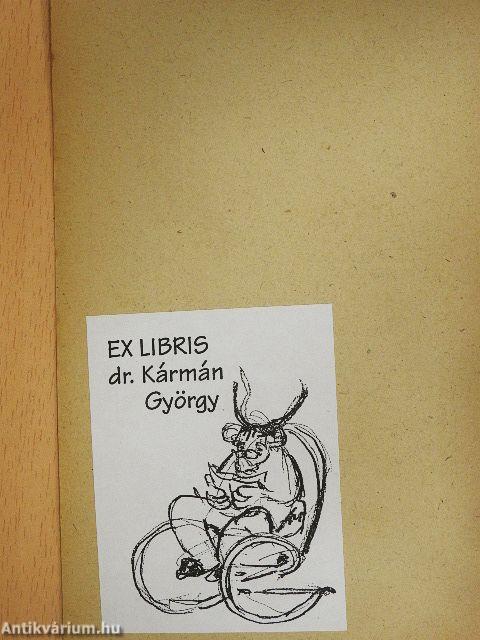 EX LIBRIS
dr. Kármán
György
Antikvárium.hu